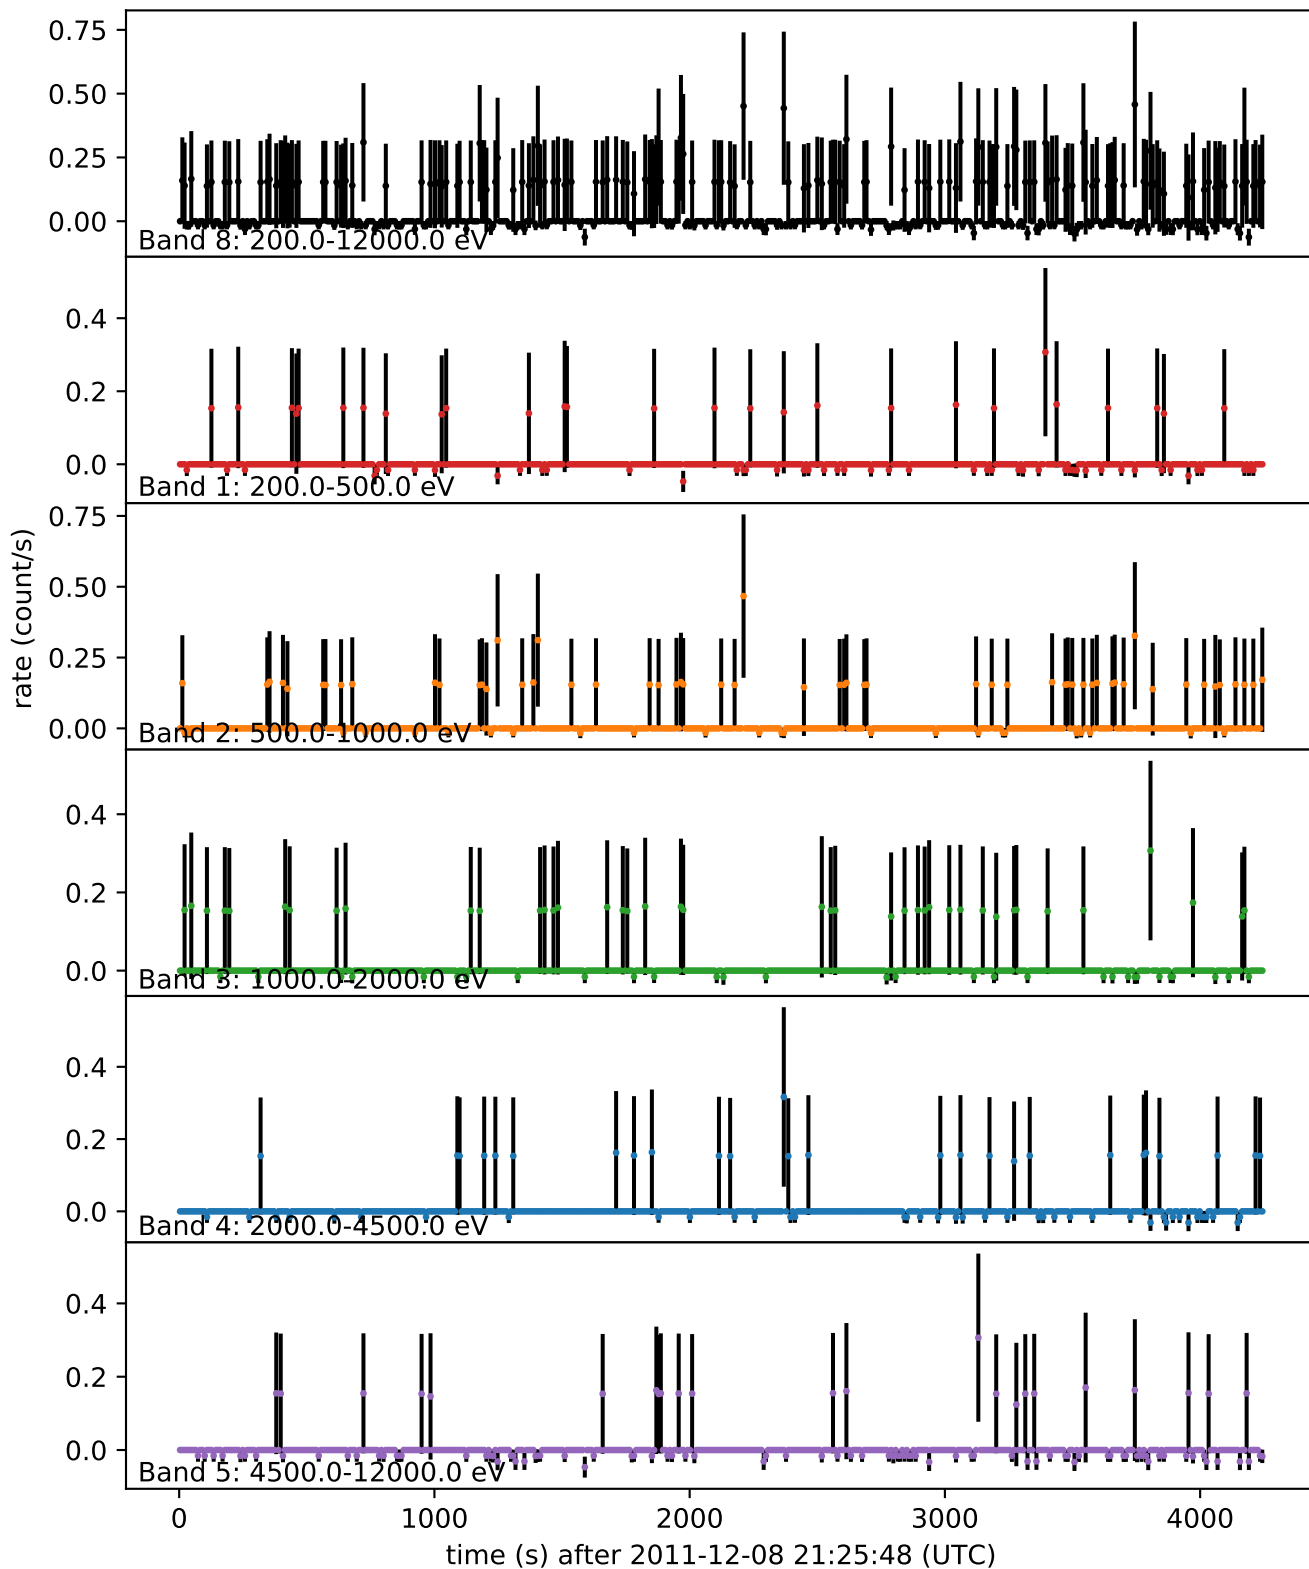 0.75
0.50
0.25
0.00
Band 8: 200.0-12000.0 eV
0.4
0.2
0.0
Band 1: 200.0-500.0 eV
0.75
0.50
0.25
0.00
Band 2: 500.0-1000.0 eV
rate (count/s)
0.4
0.2
0.0
Band 3: 1000.0-2000.0 eV
0.4
0.2
0.0
Band 4: 2000.0-4500.0 eV
0.4
0.2
0.0
Band 5: 4500.0-12000.0 eV
0 1000 2000 3000 4000
time (s) after 2011-12-08 21:25:48 (UTC)